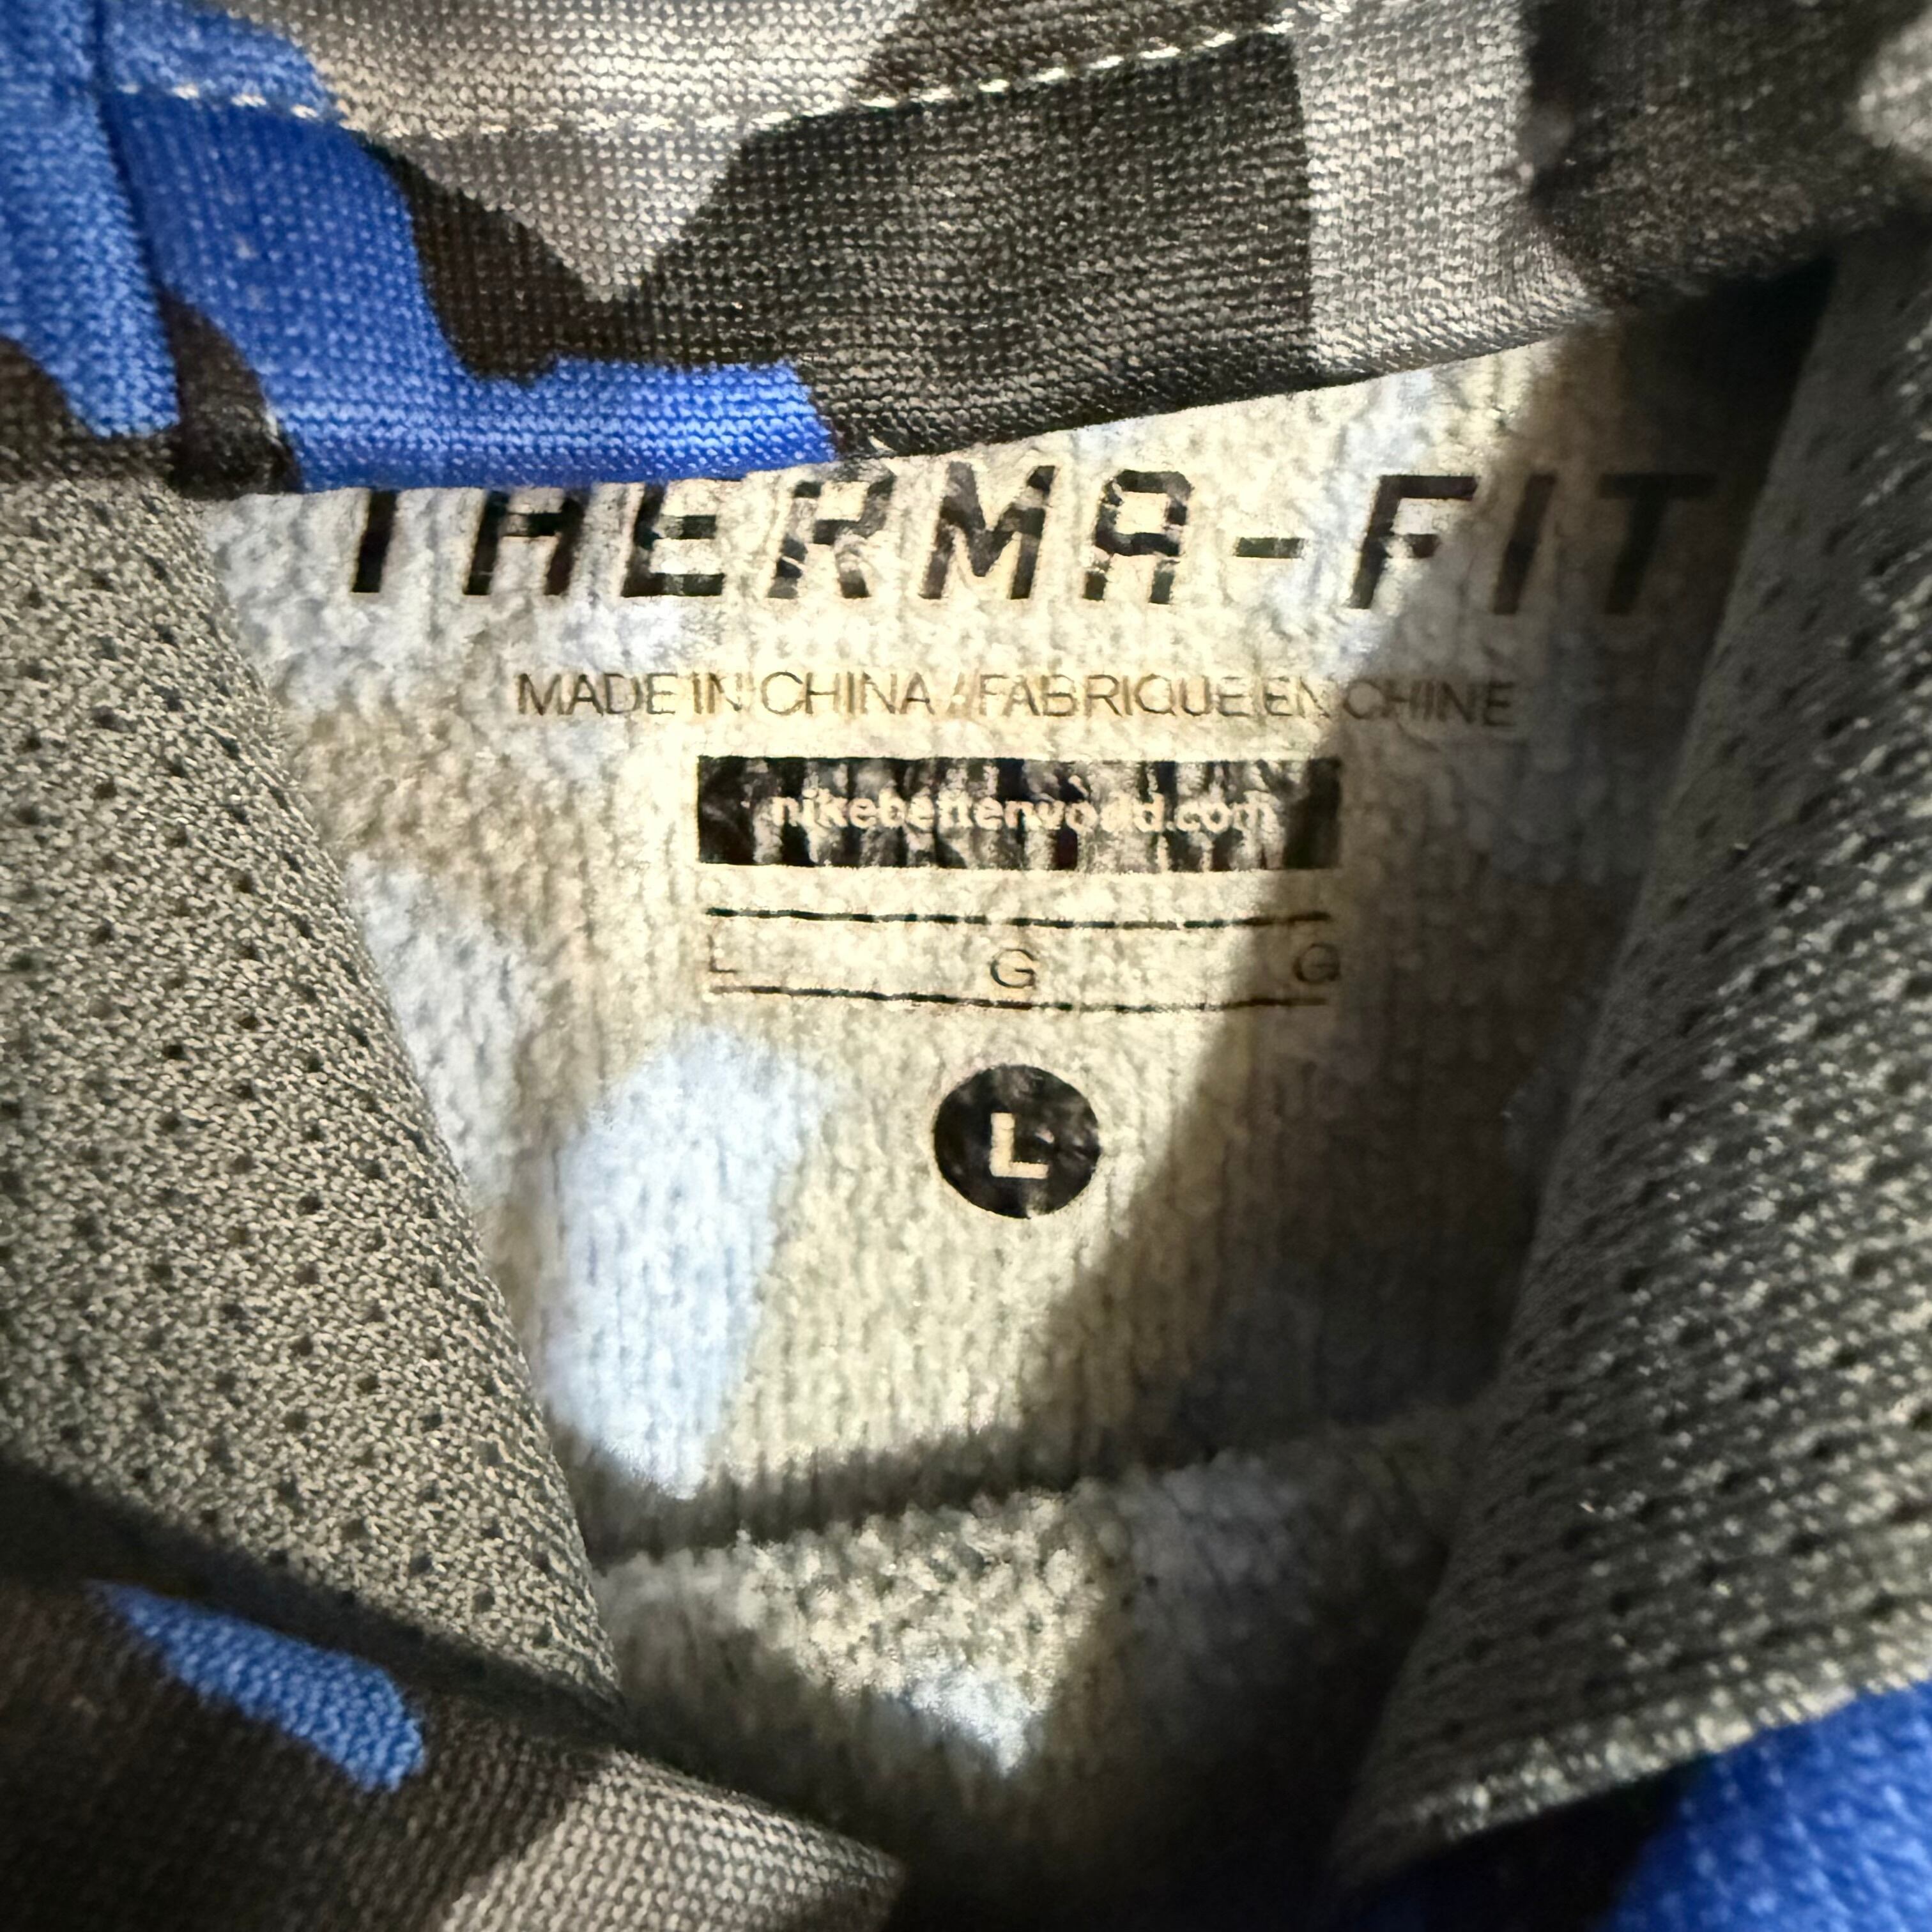 THERMA-FIT
MADE IN CHINA / FABRIQUE EN CHINE
nikebetterworld.com
L G G
L